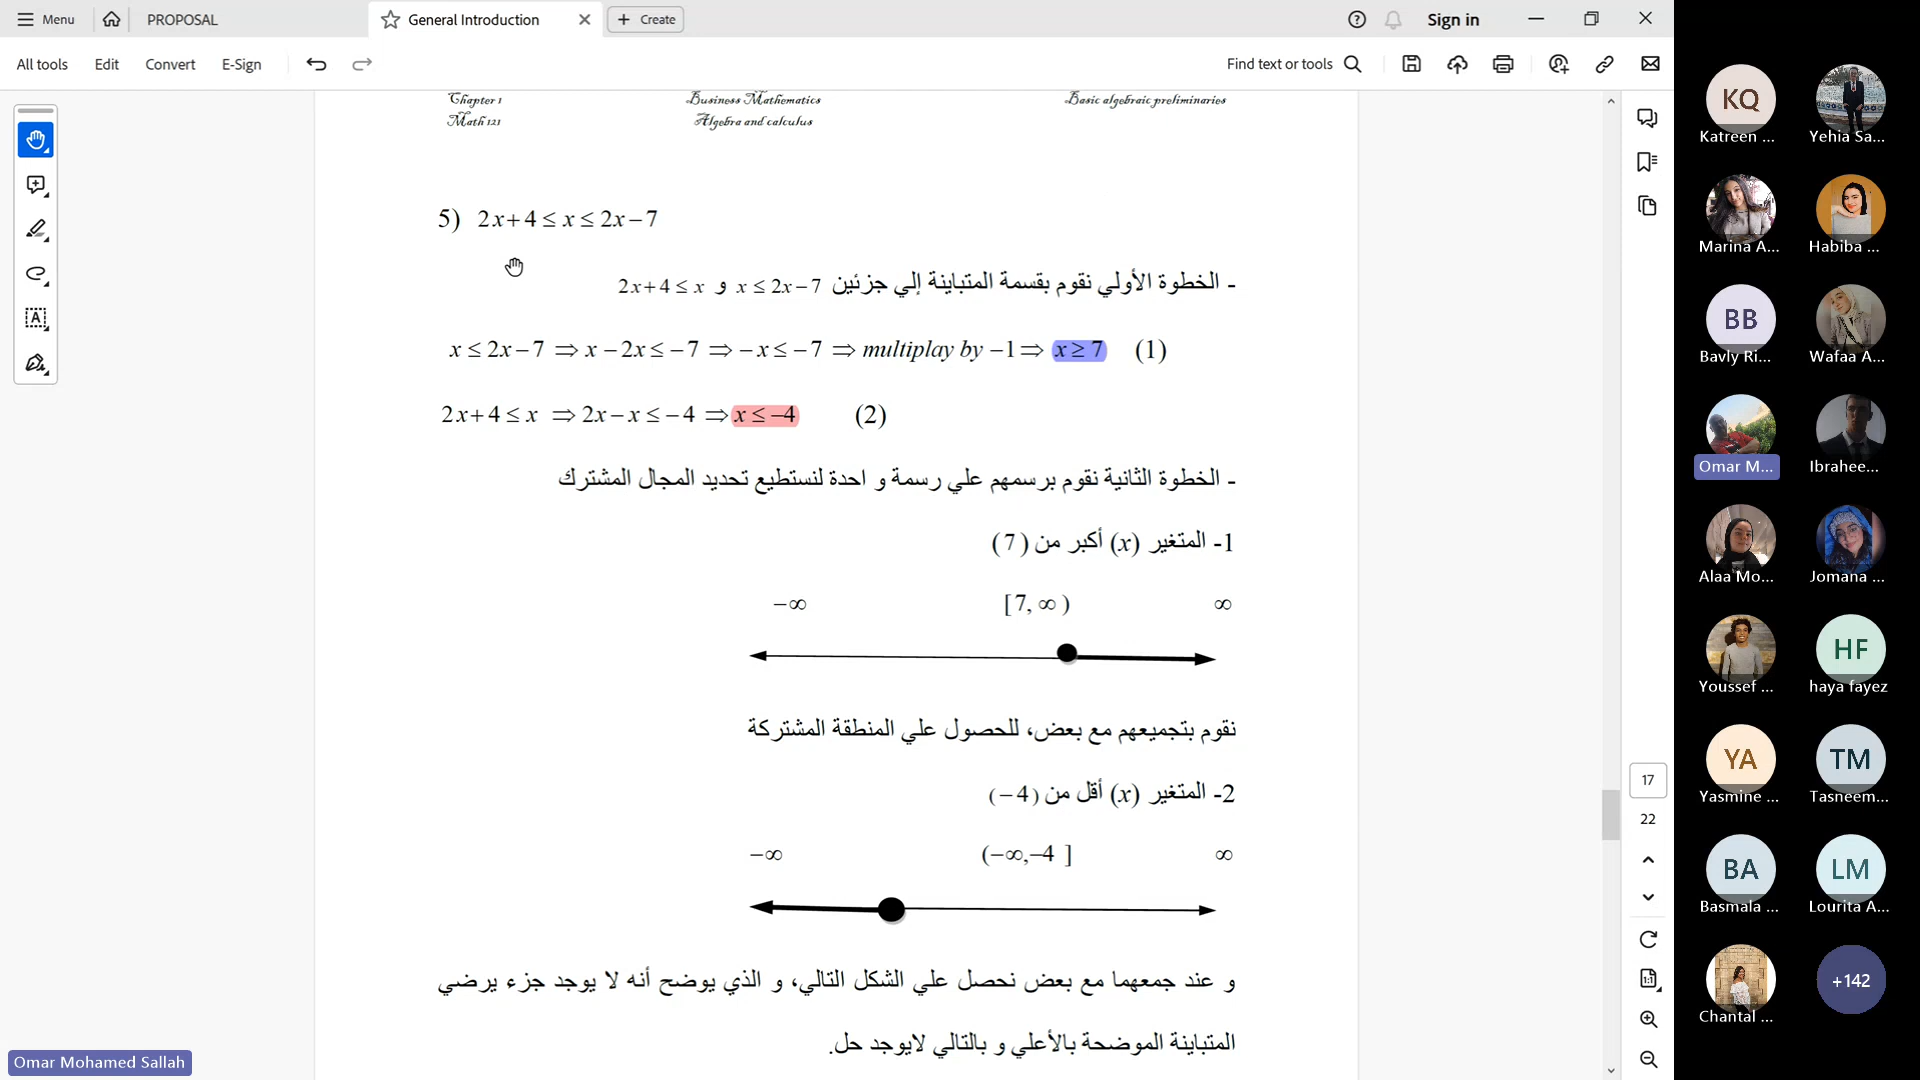 Menu
PROPOSAL
General Introduction
Create
Sign in
All tools
Edit
Convert
E-Sign
Find text or tools
Chapter 1
Math 121
Business Mathematics
Algebra and calculus
Basic algebraic preliminaries
5) 2x+4 ≤ x ≤ 2x−7
- الخطوة الأولي نقوم بقسمة المتباينة إلي جزئين x ≤ 2x−7 و 2x+4 ≤ x
x ≤ 2x−7 ⇒ x−2x ≤ −7 ⇒ −x ≤ −7 ⇒ multiplay by −1 ⇒ x ≥ 7 (1)
2x+4 ≤ x ⇒ 2x−x ≤ −4 ⇒ x ≤ −4 (2)
- الخطوة الثانية نقوم برسمهم علي رسمة و احدة لنستطيع تحديد المجال المشترك
1- المتغير (x) أكبر من (7)
−∞ [7, ∞) ∞
نقوم بتجميعهم مع بعض، للحصول علي المنطقة المشتركة
2- المتغير (x) أقل من (−4)
−∞ (−∞,−4 ] ∞
و عند جمعهما مع بعض نحصل علي الشكل التالي، و الذي يوضح أنه لا يوجد جزء يرضي
المتباينة الموضحة بالأعلي و بالتالي لايوجد حل.
17
22
1:1
Omar Mohamed Sallah
KQ
Katreen ...
Yehia Sa...
Marina A...
Habiba ...
BB
Bavly Ri...
Wafaa A...
Omar M...
Ibrahee...
Alaa Mo...
Jomana ...
Youssef ...
HF
haya fayez
YA
Yasmine ...
TM
Tasneem...
BA
Basmala ...
LM
Lourita A...
Chantal ...
+142